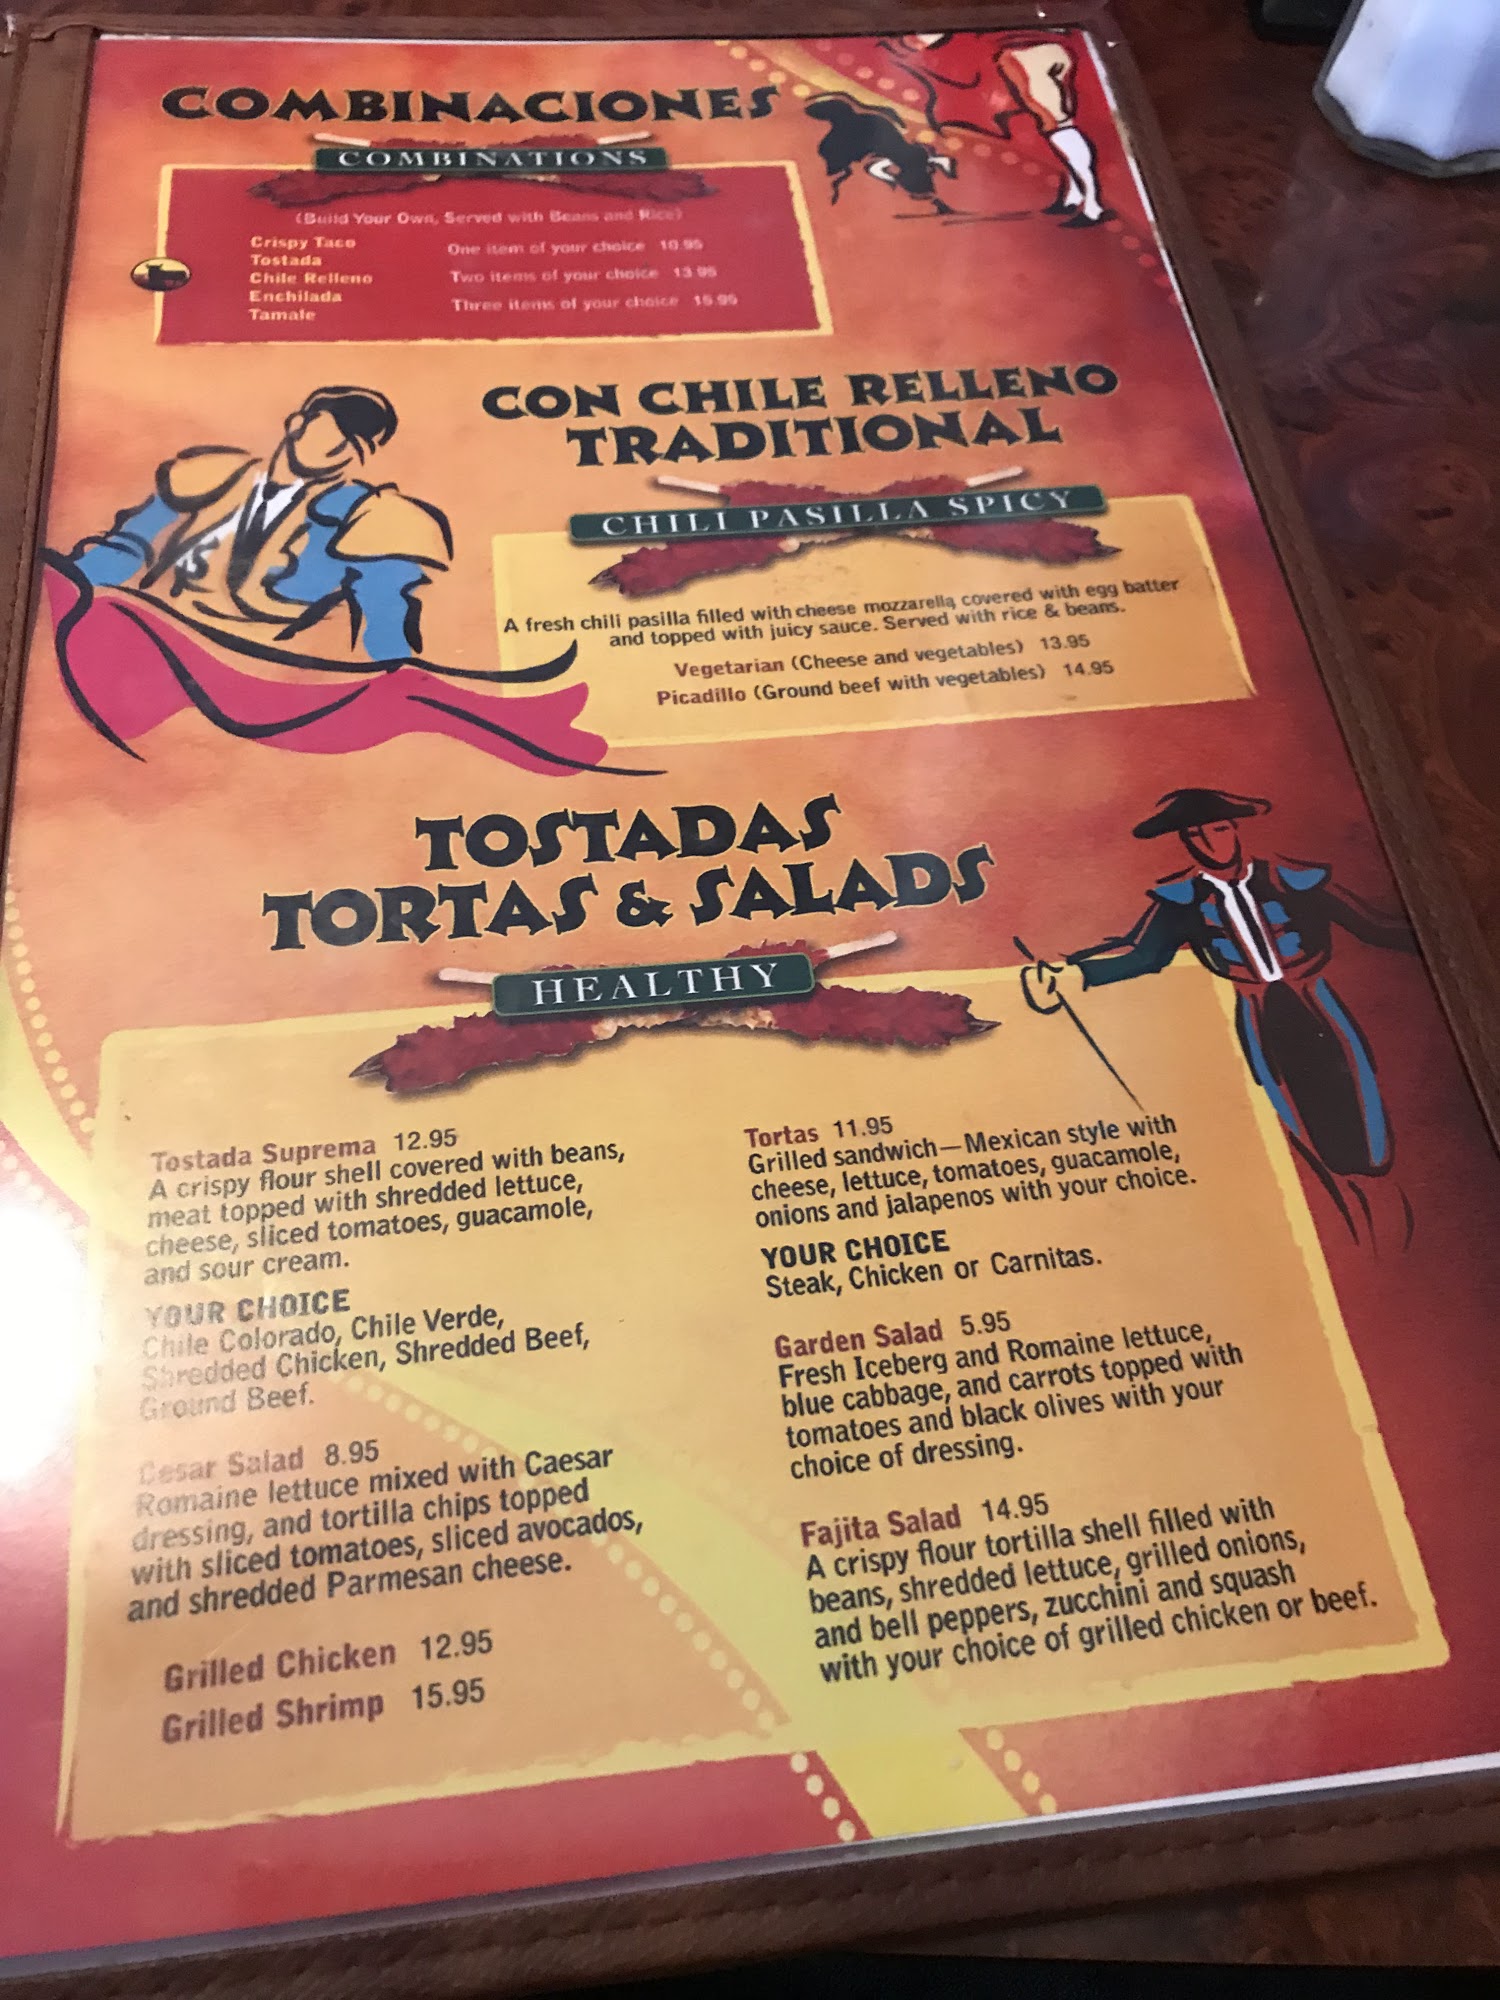 COMBINACIONES
COMBINATIONS
(Build Your Own, Served with Beans and Rice)
Crispy Taco
Tostada
Chile Relleno
Enchilada
Tamale
One item of your choice 10.95
Two items of your choice 13.95
Three items of your choice
CON CHILE RELLENO
TRADITIONAL
CHILI PASILLA SPICY
A fresh chili pasilla filled with cheese mozzarella covered with egg batter
and topped with juicy sauce. Served with rice & beans.
Vegetarian (Cheese and vegetables) 13.95
Picadillo (Ground beef with vegetables) 14.95
TOSTADAS
TORTAS & SALADS
HEALTHY
Tostada Suprema 12.95
A crispy flour shell covered with beans,
meat topped with shredded lettuce,
cheese, sliced tomatoes, guacamole,
and sour cream.
YOUR CHOICE
Chile Colorado, Chile Verde,
Shredded Chicken, Shredded Beef,
Ground Beef.
Cesar Salad 8.95
Romaine lettuce mixed with Caesar
dressing, and tortilla chips topped
with sliced tomatoes, sliced avocados,
and shredded Parmesan cheese.
Grilled Chicken 12.95
Grilled Shrimp 15.95
Tortas 11.95
Grilled sandwich—Mexican style with
cheese, lettuce, tomatoes, guacamole,
onions and jalapenos with your choice.
YOUR CHOICE
Steak, Chicken or Carnitas.
Garden Salad 5.95
Fresh Iceberg and Romaine lettuce,
blue cabbage, and carrots topped with
tomatoes and black olives with your
choice of dressing.
Fajita Salad 14.95
A crispy flour tortilla shell filled with
beans, shredded lettuce, grilled onions,
and bell peppers, zucchini and squash
with your choice of grilled chicken or beef.